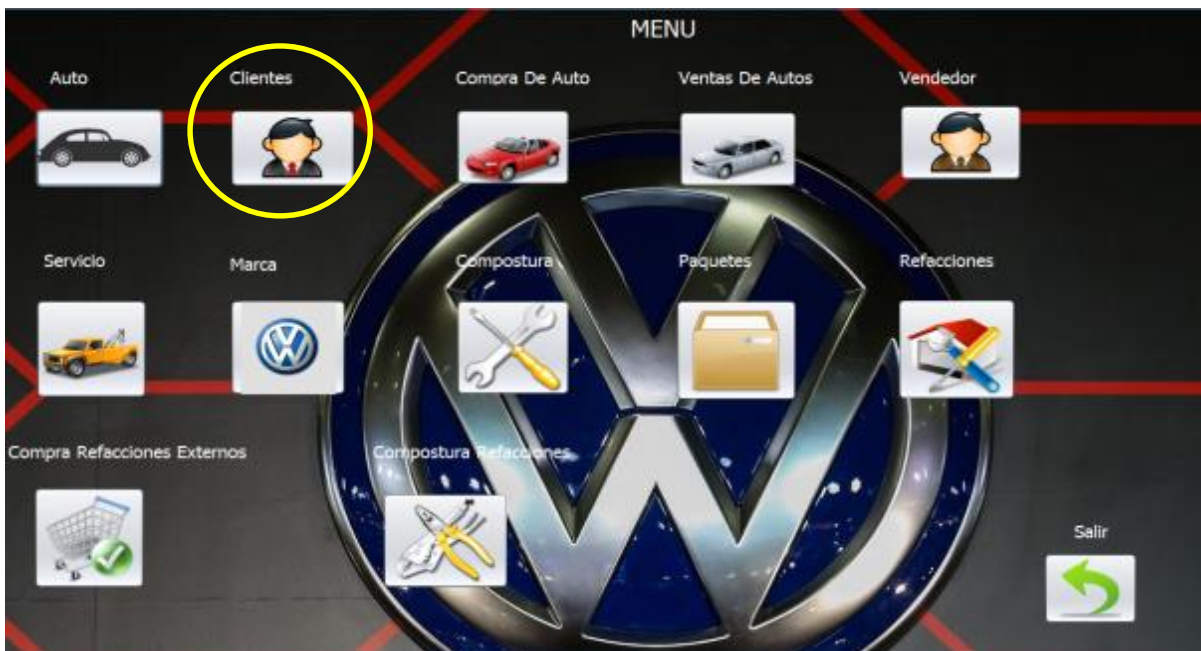 MENU
Auto
Clientes
Compra De Auto
Ventas De Autos
Vendedor
Servicio
Marca
Compostura
Paquetes
Refacciones
Compra Refacciones Externos
Compostura Refacciones
Salir